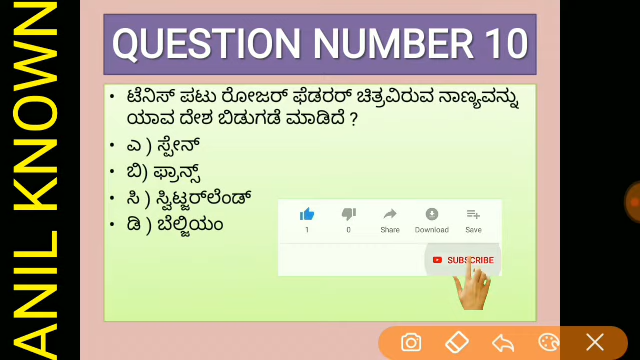 ANIL KNOWN
QUESTION NUMBER 10
• ಟೆನಿಸ್ ಪಟು ರೋಜರ್ ಫೆಡರರ್ ಚಿತ್ರವಿರುವ ನಾಣ್ಯವನ್ನು
ಯಾವ ದೇಶ ಬಿಡುಗಡೆ ಮಾಡಿದೆ ?
• ಎ ) ಸ್ಪೇನ್
• ಬಿ) ಫ್ರಾನ್ಸ್
• ಸಿ ) ಸ್ವಿಟ್ಜರ್‌ಲೆಂಡ್
• ಡಿ ) ಬೆಲ್ಜಿಯಂ
1 0 Share Download Save
SUBSCRIBE